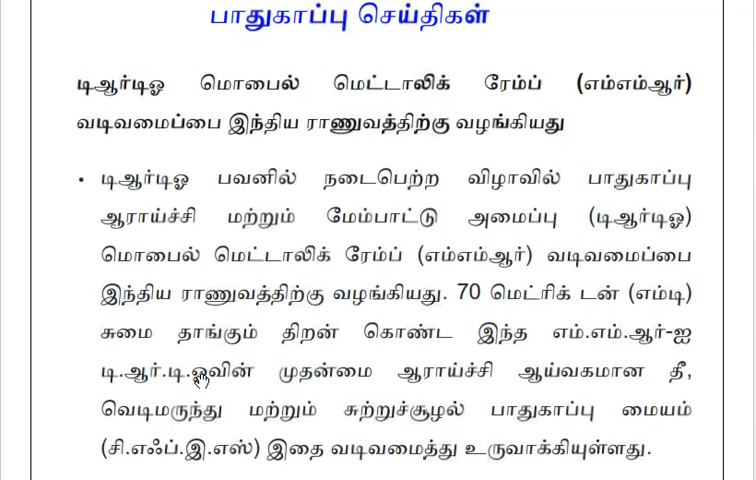 பாதுகாப்பு செய்திகள்
டிஆர்டிஓ மொபைல் மெட்டாலிக் ரேம்ப் (எம்எம்ஆர்)
வடிவமைப்பை இந்திய ராணுவத்திற்கு வழங்கியது
• டிஆர்டிஓ பவனில் நடைபெற்ற விழாவில் பாதுகாப்பு
ஆராய்ச்சி மற்றும் மேம்பாட்டு அமைப்பு (டிஆர்டிஓ)
மொபைல் மெட்டாலிக் ரேம்ப் (எம்எம்ஆர்) வடிவமைப்பை
இந்திய ராணுவத்திற்கு வழங்கியது. 70 மெட்ரிக் டன் (எம்டி)
சுமை தாங்கும் திறன் கொண்ட இந்த எம்.எம்.ஆர்-ஐ
டி.ஆர்.டி.ஓவின் முதன்மை ஆராய்ச்சி ஆய்வகமான தீ,
வெடிமருந்து மற்றும் சுற்றுச்சூழல் பாதுகாப்பு மையம்
(சி.எஃப்.இ.எஸ்) இதை வடிவமைத்து உருவாக்கியுள்ளது.